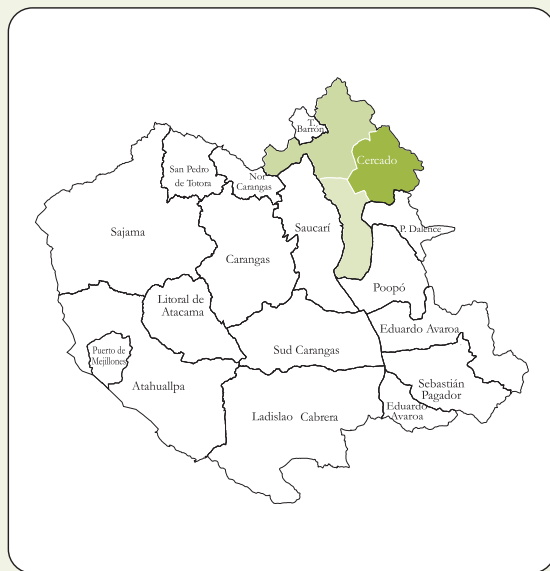 T.
Barrón
Cercado
San Pedro
de Totora
Nor
Carangas
Saucarí
P. Dalence
Sajama
Carangas
Poopó
Litoral de
Atacama
Eduardo Avaroa
Puerto de
Mejillones
Sud Carangas
Atahuallpa
Sebastián
Pagador
Eduardo
Avaroa
Ladislao Cabrera